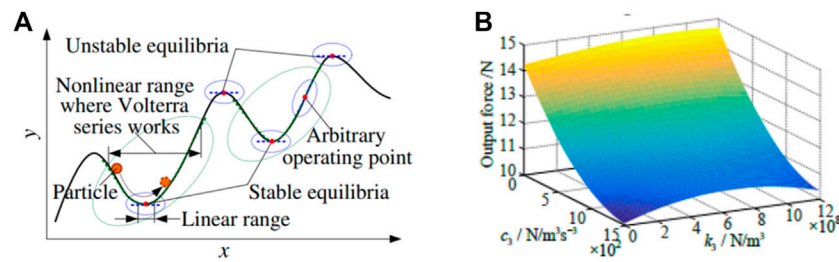 A
Unstable equilibria
Nonlinear range
where Volterra
series works
Arbitrary
operating point
Particle
Stable equilibria
Linear range
y
x
B
Output force /N
15
14
13
12
11
10
0
5
10
15
×10²
c₃ / N/m³s⁻³
0
2
4
6
8
10
12
×10²
k₃ / N/m³